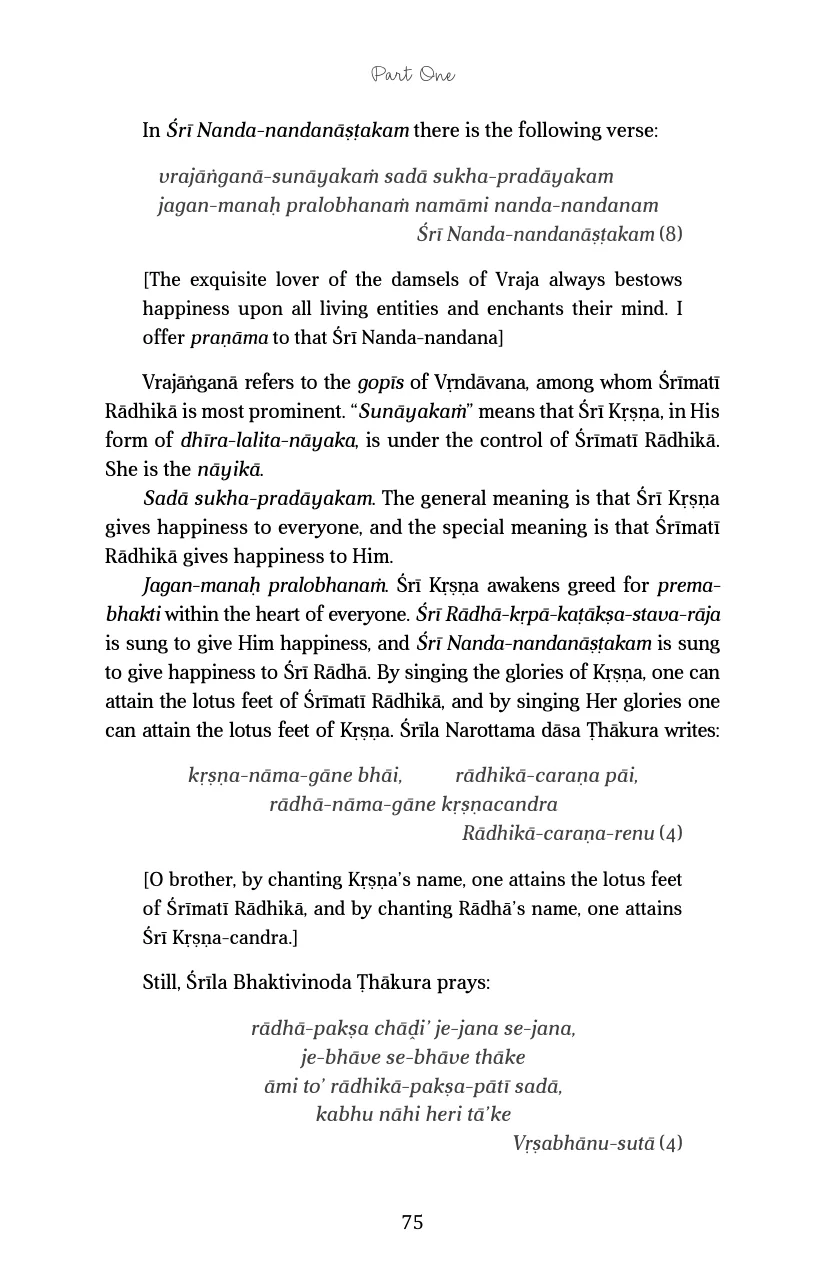 Part One
In Śrī Nanda-nandanāṣṭakam there is the following verse:
vrajāṅganā-sunāyakaṁ sadā sukha-pradāyakam
jagan-manaḥ pralobhanaṁ namāmi nanda-nandanam
Śrī Nanda-nandanāṣṭakam (8)
[The exquisite lover of the damsels of Vraja always bestows
happiness upon all living entities and enchants their mind. I
offer praṇāma to that Śrī Nanda-nandana]
Vrajāṅganā refers to the gopīs of Vṛndāvana, among whom Śrīmatī
Rādhikā is most prominent. “Sunāyakaṁ” means that Śrī Kṛṣṇa, in His
form of dhīra-lalita-nāyaka, is under the control of Śrīmatī Rādhikā.
She is the nāyikā.
Sadā sukha-pradāyakam. The general meaning is that Śrī Kṛṣṇa
gives happiness to everyone, and the special meaning is that Śrīmatī
Rādhikā gives happiness to Him.
Jagan-manaḥ pralobhanaṁ. Śrī Kṛṣṇa awakens greed for prema-
bhakti within the heart of everyone. Śrī Rādhā-kṛpā-kaṭākṣa-stava-rāja
is sung to give Him happiness, and Śrī Nanda-nandanāṣṭakam is sung
to give happiness to Śrī Rādhā. By singing the glories of Kṛṣṇa, one can
attain the lotus feet of Śrīmatī Rādhikā, and by singing Her glories one
can attain the lotus feet of Kṛṣṇa. Śrīla Narottama dāsa Ṭhākura writes:
kṛṣṇa-nāma-gāne bhāi, rādhikā-caraṇa pāi,
rādhā-nāma-gāne kṛṣṇacandra
Rādhikā-caraṇa-renu (4)
[O brother, by chanting Kṛṣṇa’s name, one attains the lotus feet
of Śrīmatī Rādhikā, and by chanting Rādhā’s name, one attains
Śrī Kṛṣṇa-candra.]
Still, Śrīla Bhaktivinoda Ṭhākura prays:
rādhā-pakṣa chāḓi’ je-jana se-jana,
je-bhāve se-bhāve thāke
āmi to’ rādhikā-pakṣa-pātī sadā,
kabhu nāhi heri tā’ke
Vṛṣabhānu-sutā (4)
75